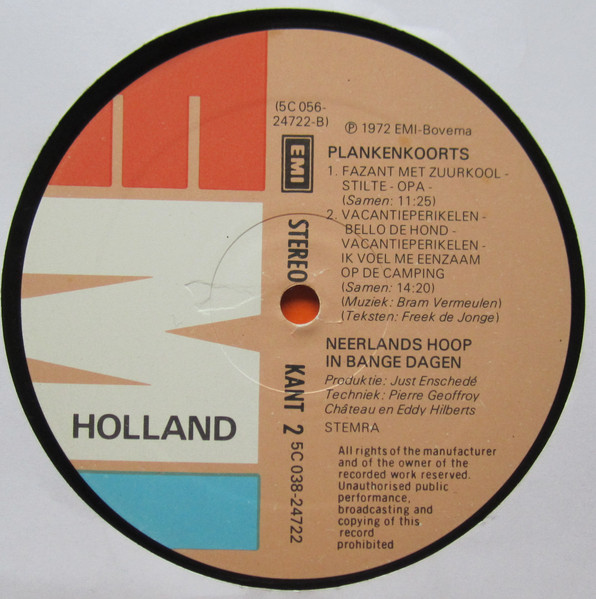 (5C 056-
24722-B)
℗ 1972 EMI-Bovema
EMI
STEREO
KANT 2
5C 038-24722
HOLLAND
PLANKENKOORTS
1. FAZANT MET ZUURKOOL -
STILTE - OPA -
(Samen: 11:25)
2. VACANTIEPERIKELEN -
BELLO DE HOND -
VACANTIEPERIKELEN -
IK VOEL ME EENZAAM
OP DE CAMPING
(Samen: 14:20)
(Muziek: Bram Vermeulen)
(Teksten: Freek de Jonge)
NEERLANDS HOOP
IN BANGE DAGEN
Produktie: Just Enschedé
Techniek: Pierre Geoffroy
Château en Eddy Hilberts
STEMRA
All rights of the manufacturer
and of the owner of the
recorded work reserved.
Unauthorised public
performance,
broadcasting and
copying of this
record
prohibited